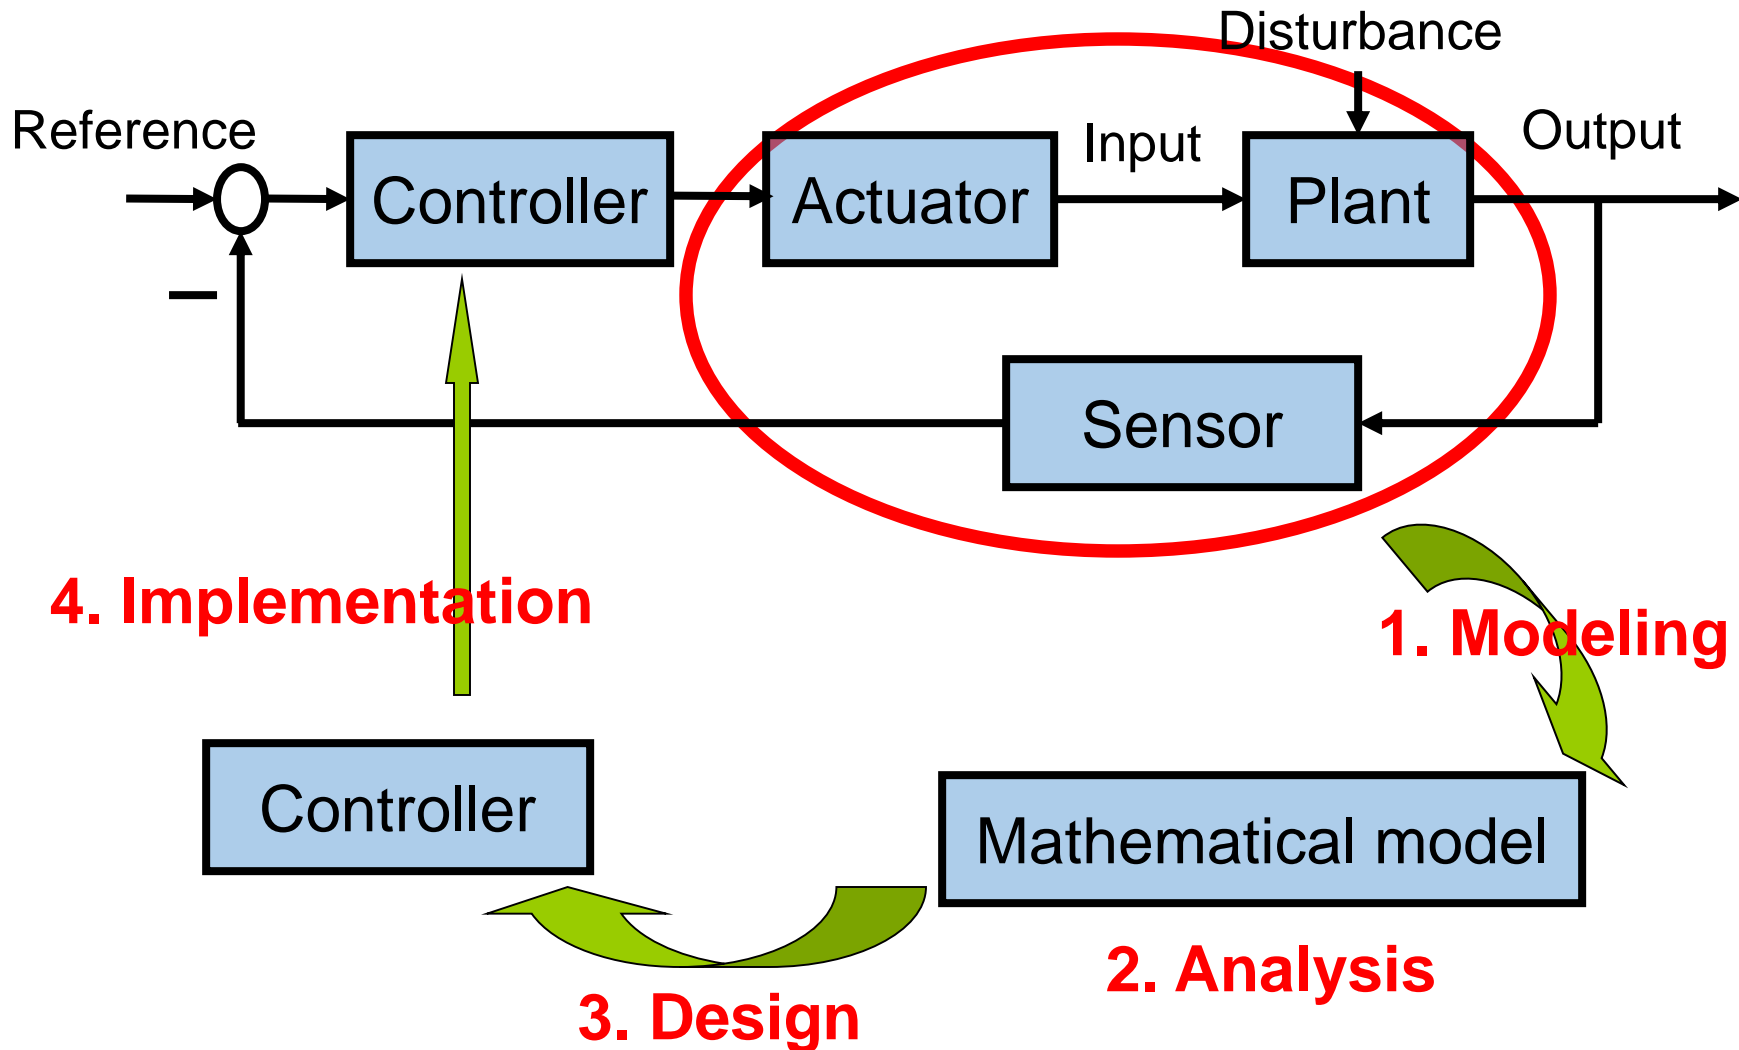 Disturbance
Reference
Input
Output
Controller
Actuator
Plant
−
Sensor
4. Implementation
1. Modeling
Controller
Mathematical model
2. Analysis
3. Design